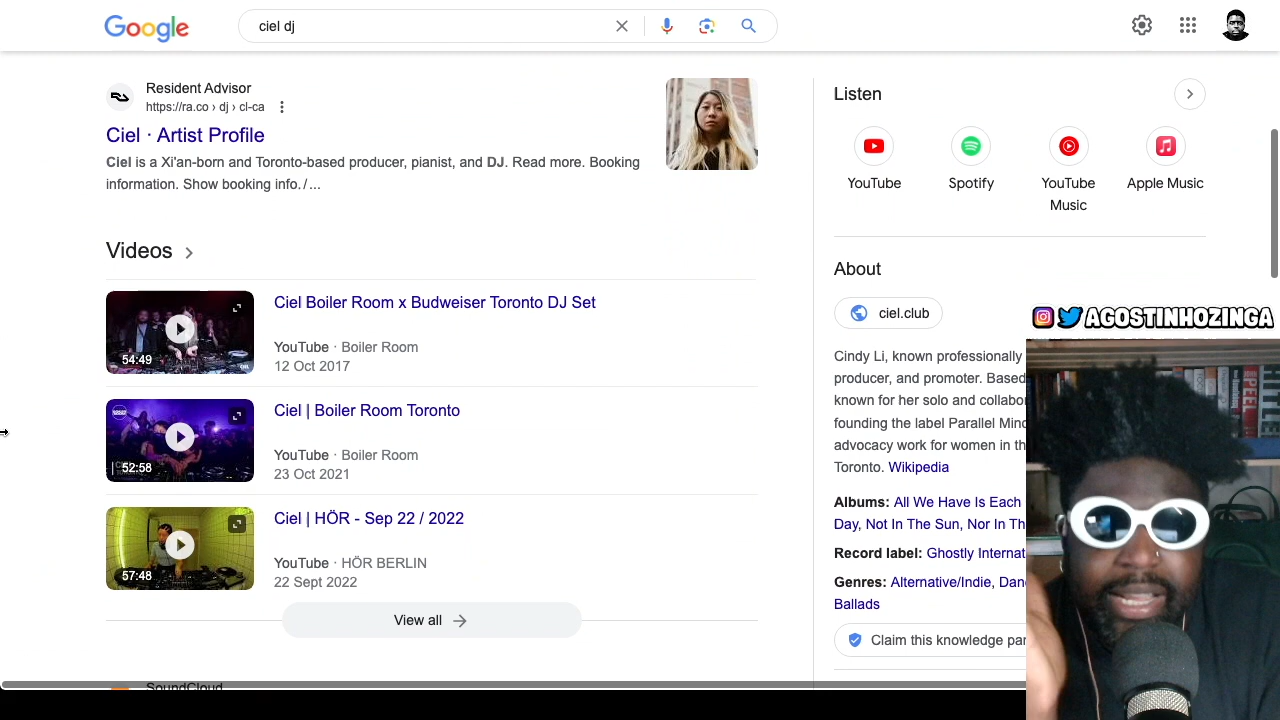 Google
ciel dj
Resident Advisor
https://ra.co › dj › cl-ca
Ciel · Artist Profile
Ciel is a Xi'an-born and Toronto-based producer, pianist, and DJ. Read more. Booking
information. Show booking info. / ...
Videos
Ciel Boiler Room x Budweiser Toronto DJ Set
54:49
YouTube · Boiler Room
12 Oct 2017
Ciel | Boiler Room Toronto
52:58
YouTube · Boiler Room
23 Oct 2021
Ciel | HÖR - Sep 22 / 2022
57:48
YouTube · HÖR BERLIN
22 Sept 2022
View all
SoundCloud
Listen
YouTube
Spotify
YouTube
Music
Apple Music
About
ciel.club
AGOSTINHOZINGA
Cindy Li, known professionally
producer, and promoter. Based
known for her solo and collabor
founding the label Parallel Mind
advocacy work for women in th
Toronto. Wikipedia
Albums: All We Have Is Each
Day, Not In The Sun, Nor In Th
Record label: Ghostly Internat
Genres: Alternative/Indie, Dan
Ballads
Claim this knowledge pan
PEEL